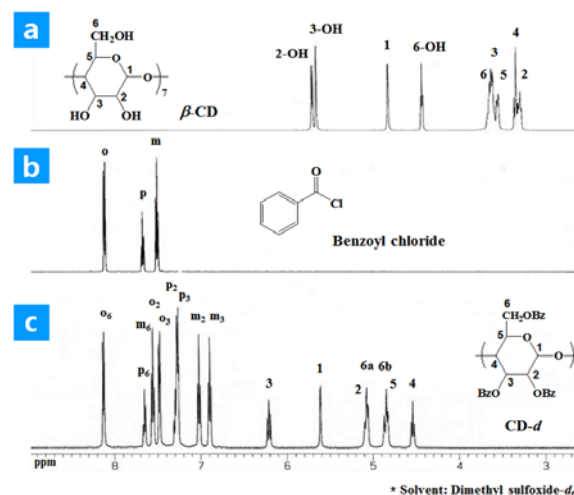 a
6
CH₂OH
5
O
4
1
O
3
2
7
HO
OH
β-CD
2-OH
3-OH
1
6-OH
6
3
5
4
2
b
o
p
m
O
Cl
Benzoyl chloride
c
o₆
p₆
m₆
o₂
o₃
p₂
p₃
m₂
m₃
3
1
2
6a
6b
5
4
6
CH₂OBz
5
O
4
1
O
3
2
7
BzO
OBz
CD-d
ppm
8
7
6
5
4
3
* Solvent: Dimethyl sulfoxide-d